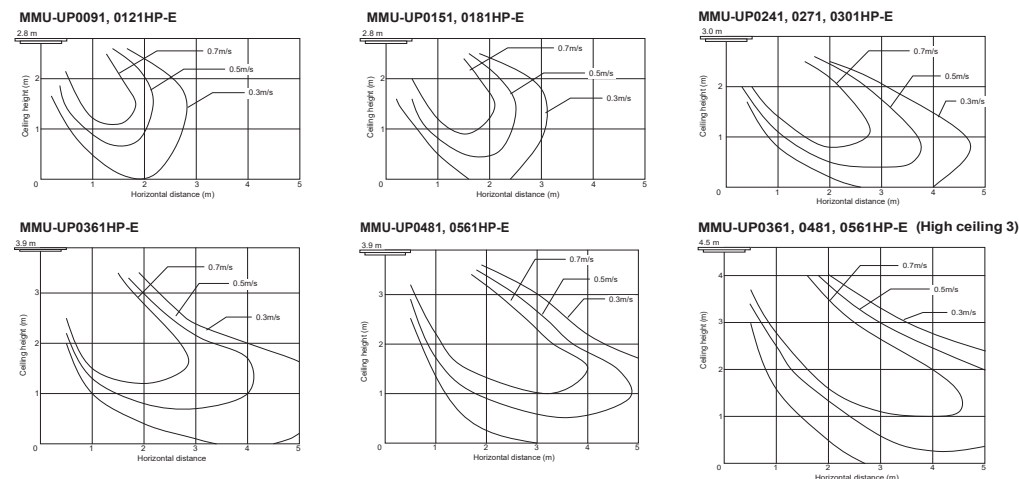 MMU-UP0091, 0121HP-E
2.8 m
Ceiling height (m)
2
1
0.7m/s
0.5m/s
0.3m/s
0 1 2 3 4 5
Horizontal distance (m)
MMU-UP0151, 0181HP-E
2.8 m
Ceiling height (m)
2
1
0.7m/s
0.5m/s
0.3m/s
0 1 2 3 4 5
Horizontal distance (m)
MMU-UP0241, 0271, 0301HP-E
3.0 m
Ceiling height (m)
2
1
0.7m/s
0.5m/s
0.3m/s
0 1 2 3 4 5
Horizontal distance (m)
MMU-UP0361HP-E
3.9 m
Ceiling height (m)
3
2
1
0.7m/s
0.5m/s
0.3m/s
0 1 2 3 4 5
Horizontal distance
MMU-UP0481, 0561HP-E
3.9 m
Ceiling height (m)
3
2
1
0.7m/s
0.5m/s
0.3m/s
0 1 2 3 4 5
Horizontal distance (m)
MMU-UP0361, 0481, 0561HP-E (High ceiling 3)
4.5 m
Ceiling height (m)
4
3
2
1
0.7m/s
0.5m/s
0.3m/s
0 1 2 3 4 5
Horizontal distance (m)